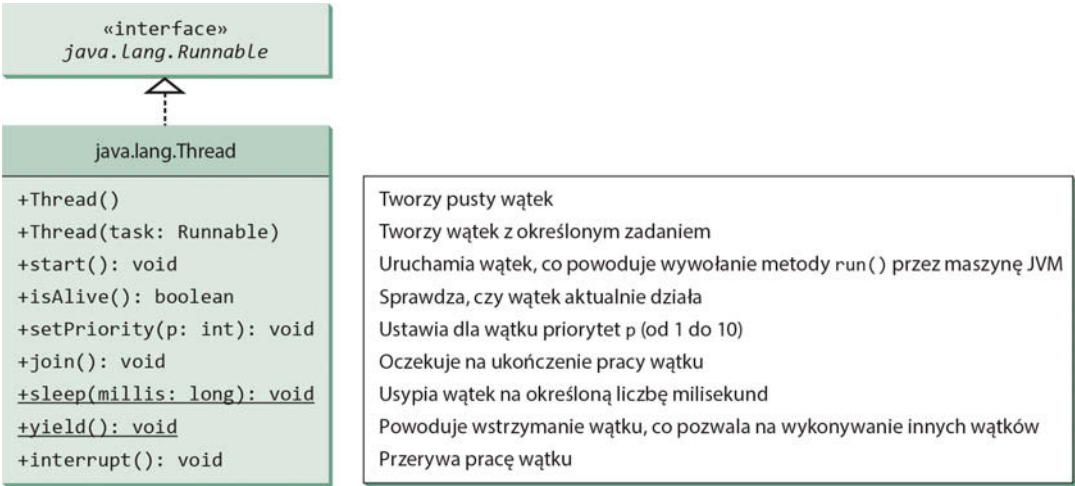 «interface»
java.lang.Runnable
java.lang.Thread
+Thread()
+Thread(task: Runnable)
+start(): void
+isAlive(): boolean
+setPriority(p: int): void
+join(): void
+sleep(millis: long): void
+yield(): void
+interrupt(): void
Tworzy pusty wątek
Tworzy wątek z określonym zadaniem
Uruchamia wątek, co powoduje wywołanie metody run() przez maszynę JVM
Sprawdza, czy wątek aktualnie działa
Ustawia dla wątku priorytet p (od 1 do 10)
Oczekuje na ukończenie pracy wątku
Usypia wątek na określoną liczbę milisekund
Powoduje wstrzymanie wątku, co pozwala na wykonywanie innych wątków
Przerywa pracę wątku